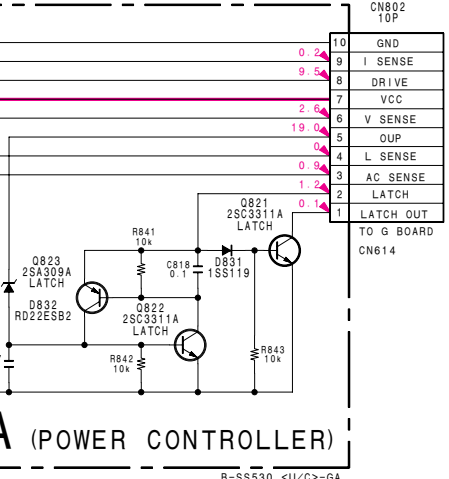 CN802
10P
10 GND
0.2 9 I SENSE
9.5 8 DRIVE
7 VCC
2.6 6 V SENSE
19.0 5 OUP
0 4 L SENSE
0.9 3 AC SENSE
1.2 2 LATCH
0.1 1 LATCH OUT
TO G BOARD
CN614
Q821
2SC3311A
LATCH
R841
10k
Q823
2SA309A
LATCH
C818
0.1
D831
1SS119
D832
RD22ESB2
Q822
2SC3311A
LATCH
R842
10k
R843
10k
A (POWER CONTROLLER)
B-SS530 <U/C>-GA